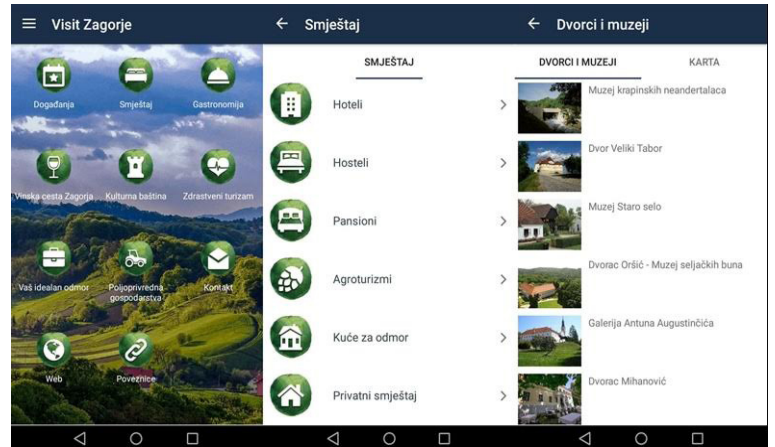 Visit Zagorje
Događanja
Smještaj
Gastronomija
Vinska cesta Zagorja
Kulturna baština
Zdrastveni turizam
Vaš idealan odmor
Poljoprivredna
gospodarstva
Kontakt
Web
Poveznice
Smještaj
SMJEŠTAJ
Hoteli
Hosteli
Pansioni
Agroturizmi
Kuće za odmor
Privatni smještaj
Dvorci i muzeji
DVORCI I MUZEJI
KARTA
Muzej krapinskih neandertalaca
Dvor Veliki Tabor
Muzej Staro selo
Dvorac Oršić - Muzej seljačkih buna
Galerija Antuna Augustinčića
Dvorac Mihanović